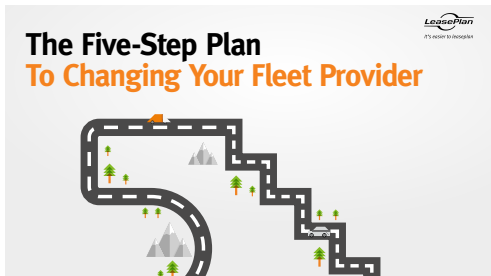 The Five-Step Plan
To Changing Your Fleet Provider
LeasePlan
It's easier to leaseplan